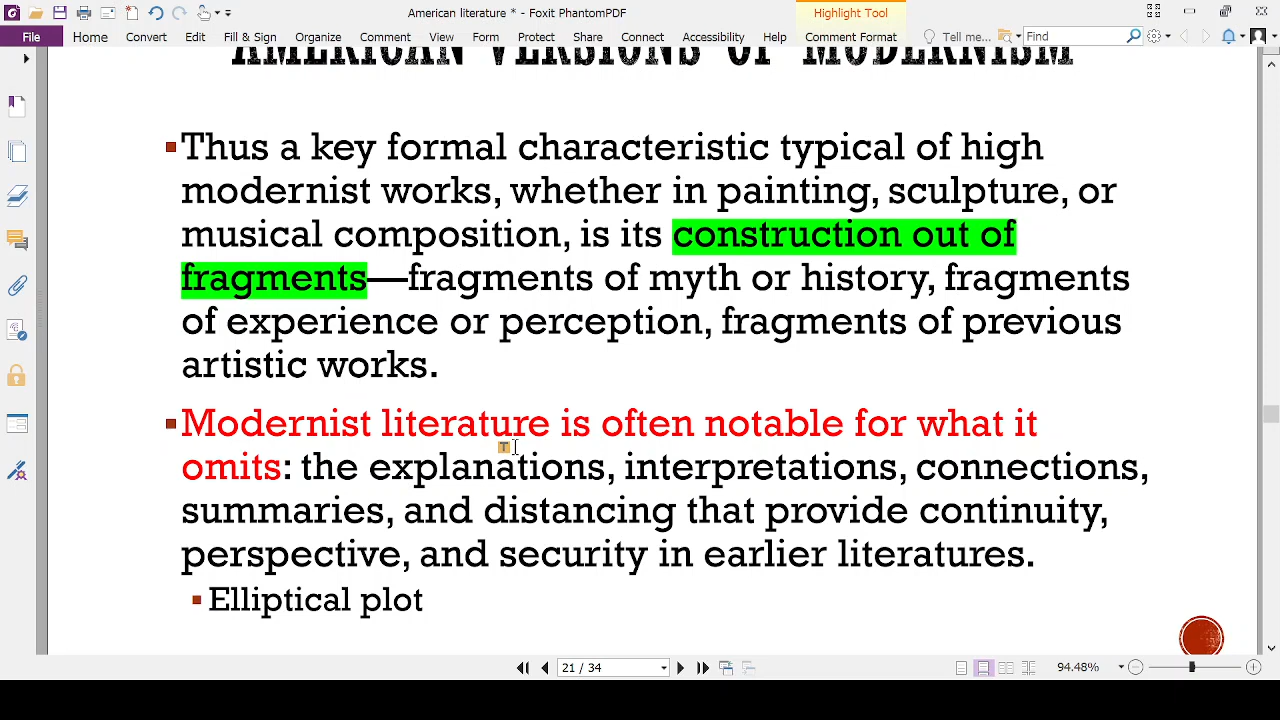 American literature * - Foxit PhantomPDF
Highlight Tool
File Home Convert Edit Fill & Sign Organize Comment View Form Protect Share Connect Accessibility Help Comment Format Tell me... Find
AMERICAN VERSIONS OF MODERNISM
Thus a key formal characteristic typical of high
modernist works, whether in painting, sculpture, or
musical composition, is its construction out of
fragments—fragments of myth or history, fragments
of experience or perception, fragments of previous
artistic works.
Modernist literature is often notable for what it
omits: the explanations, interpretations, connections,
summaries, and distancing that provide continuity,
perspective, and security in earlier literatures.
Elliptical plot
21 / 34
94.48%